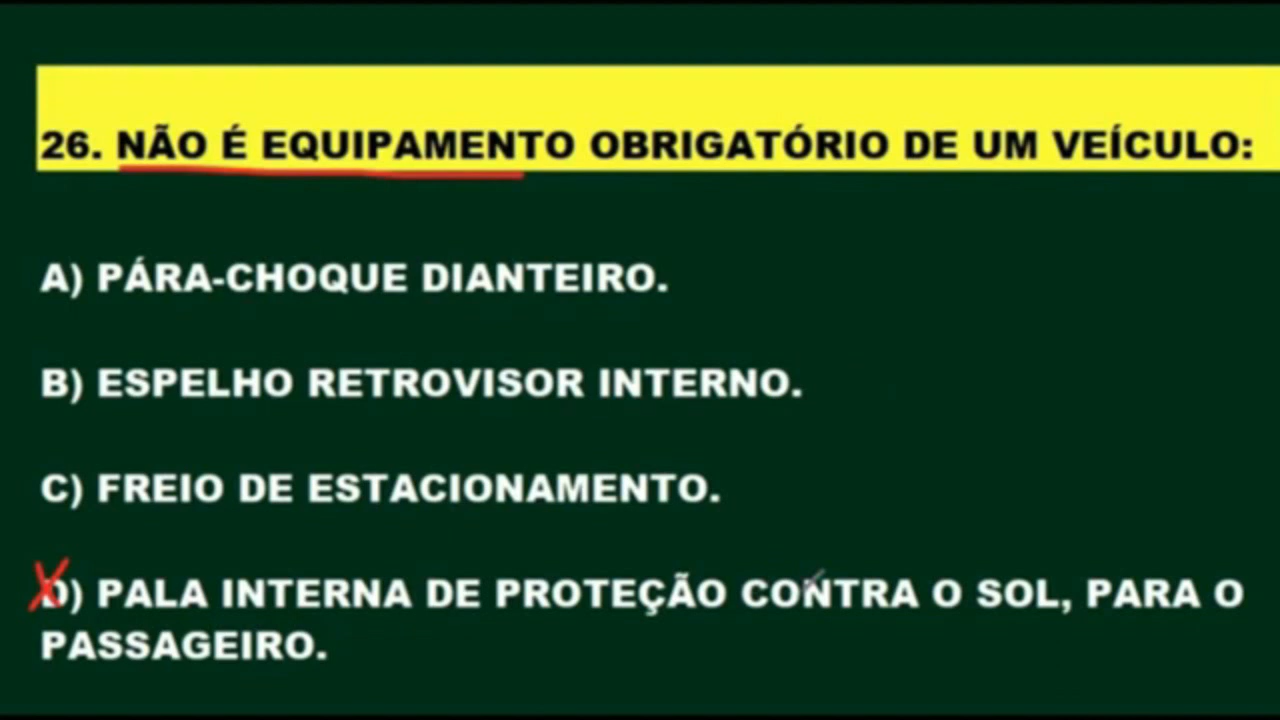 26. NÃO É EQUIPAMENTO OBRIGATÓRIO DE UM VEÍCULO:
A) PÁRA-CHOQUE DIANTEIRO.
B) ESPELHO RETROVISOR INTERNO.
C) FREIO DE ESTACIONAMENTO.
D) PALA INTERNA DE PROTEÇÃO CONTRA O SOL, PARA O
PASSAGEIRO.